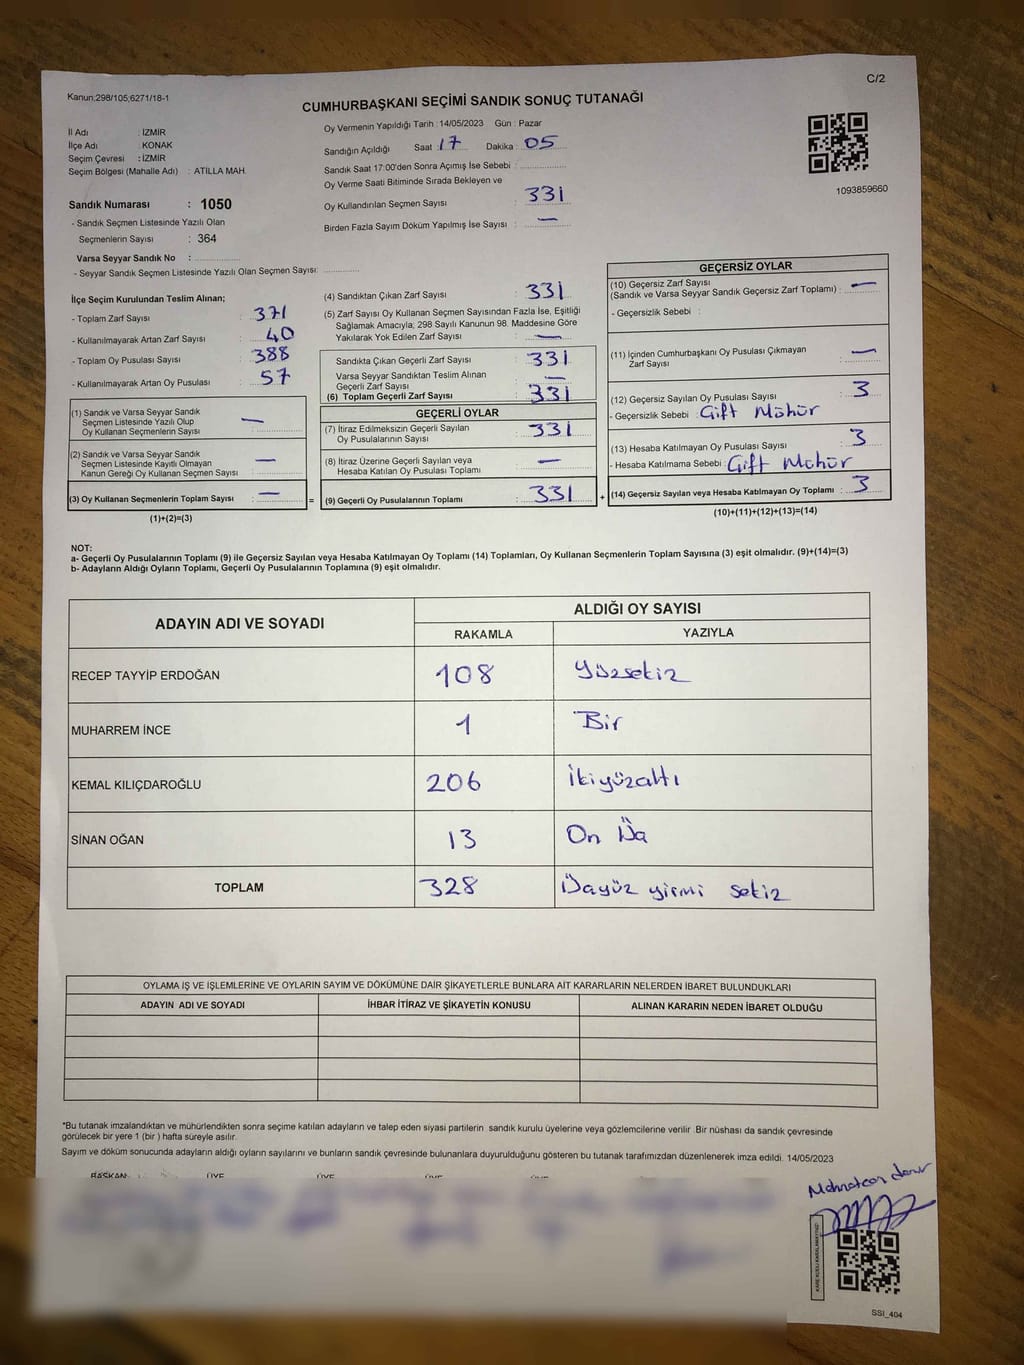 C/2
Kanun:298/105;6271/18-1
CUMHURBAŞKANI SEÇİMİ SANDIK SONUÇ TUTANAĞI
İl Adı : İZMİR
İlçe Adı : KONAK
Seçim Çevresi : İZMİR
Seçim Bölgesi (Mahalle Adı) : ATİLLA MAH.
Sandık Numarası : 1050
- Sandık Seçmen Listesinde Yazılı Olan
Seçmenlerin Sayısı : 364
Varsa Seyyar Sandık No :
- Seyyar Sandık Seçmen Listesinde Yazılı Olan Seçmen Sayısı:
Oy Vermenin Yapıldığı Tarih : 14/05/2023 Gün : Pazar
Sandığın Açıldığı Saat : 17 Dakika : 05
Sandık Saat 17:00'den Sonra Açımış İse Sebebi :
Oy Verme Saati Bitiminde Sırada Bekleyen ve
Oy Kullandırılan Seçmen Sayısı : 331
Birden Fazla Sayım Döküm Yapılmış İse Sayısı : —
1093859660
İlçe Seçim Kurulundan Teslim Alınan;
- Toplam Zarf Sayısı : 371
- Kullanılmayarak Artan Zarf Sayısı : 40
- Toplam Oy Pusulası Sayısı : 388
- Kullanılmayarak Artan Oy Pusulası : 57
(1) Sandık ve Varsa Seyyar Sandık
Seçmen Listesinde Yazılı Olup
Oy Kullanan Seçmenlerin Sayısı : —
(2) Sandık ve Varsa Seyyar Sandık
Seçmen Listesinde Kayıtlı Olmayan
Kanun Gereği Oy Kullanan Seçmen Sayısı : —
(3) Oy Kullanan Seçmenlerin Toplam Sayısı : —
(1)+(2)=(3)
=
(4) Sandıktan Çıkan Zarf Sayısı : 331
(5) Zarf Sayısı Oy Kullanan Seçmen Sayısından Fazla İse, Eşitliği
Sağlamak Amacıyla; 298 Sayılı Kanunun 98. Maddesine Göre
Yakılarak Yok Edilen Zarf Sayısı : —
Sandıkta Çıkan Geçerli Zarf Sayısı : 331
Varsa Seyyar Sandıktan Teslim Alınan
Geçerli Zarf Sayısı : —
(6) Toplam Geçerli Zarf Sayısı : 331
GEÇERLİ OYLAR
(7) İtiraz Edilmeksizin Geçerli Sayılan
Oy Pusulalarının Sayısı : 331
(8) İtiraz Üzerine Geçerli Sayılan veya
Hesaba Katılan Oy Pusulası Toplamı : —
(9) Geçerli Oy Pusulalarının Toplamı : 331
+
GEÇERSİZ OYLAR
(10) Geçersiz Zarf Sayısı
(Sandık ve Varsa Seyyar Sandık Geçersiz Zarf Toplamı) : —
- Geçersizlik Sebebi :
(11) İçinden Cumhurbaşkanı Oy Pusulası Çıkmayan
Zarf Sayısı : —
(12) Geçersiz Sayılan Oy Pusulası Sayısı : 3
- Geçersizlik Sebebi : Çift Mühür
(13) Hesaba Katılmayan Oy Pusulası Sayısı : 3
- Hesaba Katılmama Sebebi : Çift Mühür
(14) Geçersiz Sayılan veya Hesaba Katılmayan Oy Toplamı : 3
(10)+(11)+(12)+(13)=(14)
NOT:
a- Geçerli Oy Pusulalarının Toplamı (9) ile Geçersiz Sayılan veya Hesaba Katılmayan Oy Toplamı (14) Toplamları, Oy Kullanan Seçmenlerin Toplam Sayısına (3) eşit olmalıdır. (9)+(14)=(3)
b- Adayların Aldığı Oyların Toplamı, Geçerli Oy Pusulalarının Toplamına (9) eşit olmalıdır.
ADAYIN ADI VE SOYADI ALDIĞI OY SAYISI
RAKAMLA YAZIYLA
RECEP TAYYİP ERDOĞAN 108 Yüzsekiz
MUHARREM İNCE 1 Bir
KEMAL KILIÇDAROĞLU 206 İkiyüzaltı
SİNAN OĞAN 13 On Üç
TOPLAM 328 Üçyüz yirmi sekiz
OYLAMA İŞ VE İŞLEMLERİNE VE OYLARIN SAYIM VE DÖKÜMÜNE DAİR ŞİKAYETLERLE BUNLARA AİT KARARLARIN NELERDEN İBARET BULUNDUKLARI
ADAYIN ADI VE SOYADI İHBAR İTİRAZ VE ŞİKAYETİN KONUSU ALINAN KARARIN NEDEN İBARET OLDUĞU
*Bu tutanak imzalandıktan ve mühürlendikten sonra seçime katılan adayların ve talep eden siyasi partilerin sandık kurulu üyelerine veya gözlemcilerine verilir .Bir nüshası da sandık çevresinde
görülecek bir yere 1 (bir ) hafta süreyle asılır.
Sayım ve döküm sonucunda adayların aldığı oyların sayılarını ve bunların sandık çevresinde bulunanlara duyurulduğunu gösteren bu tutanak tarafımızdan düzenlenerek imza edildi. 14/05/2023
BAŞKAN ÜYE ÜYE ÜYE ÜYE
SSI_404